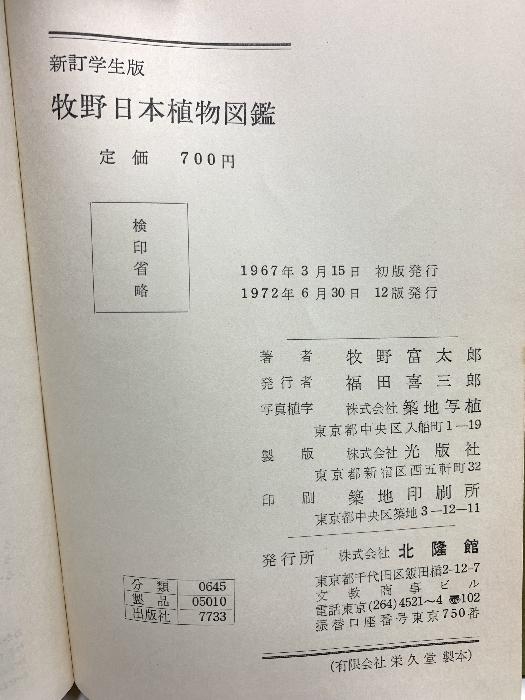 新訂学生版
牧野日本植物図鑑
定価 700円
検印省略
1967年3月15日 初版発行
1972年6月30日 12版発行
著者 牧野富太郎
発行者 福田喜三郎
写真植字 株式会社 築地写植
東京都中央区入船町1―19
製版 株式会社 光版社
東京都新宿区西五軒町32
印刷 築地印刷所
東京都中央区築地3―12―11
発行所 株式会社 北隆館
東京都千代田区飯田橋2-12-7
文教商事ビル
電話東京(264)4521〜4 〒102
振替口座番号東京750番
分類 0645
製品 05010
出版社 7733
(有限会社栄久堂製本)